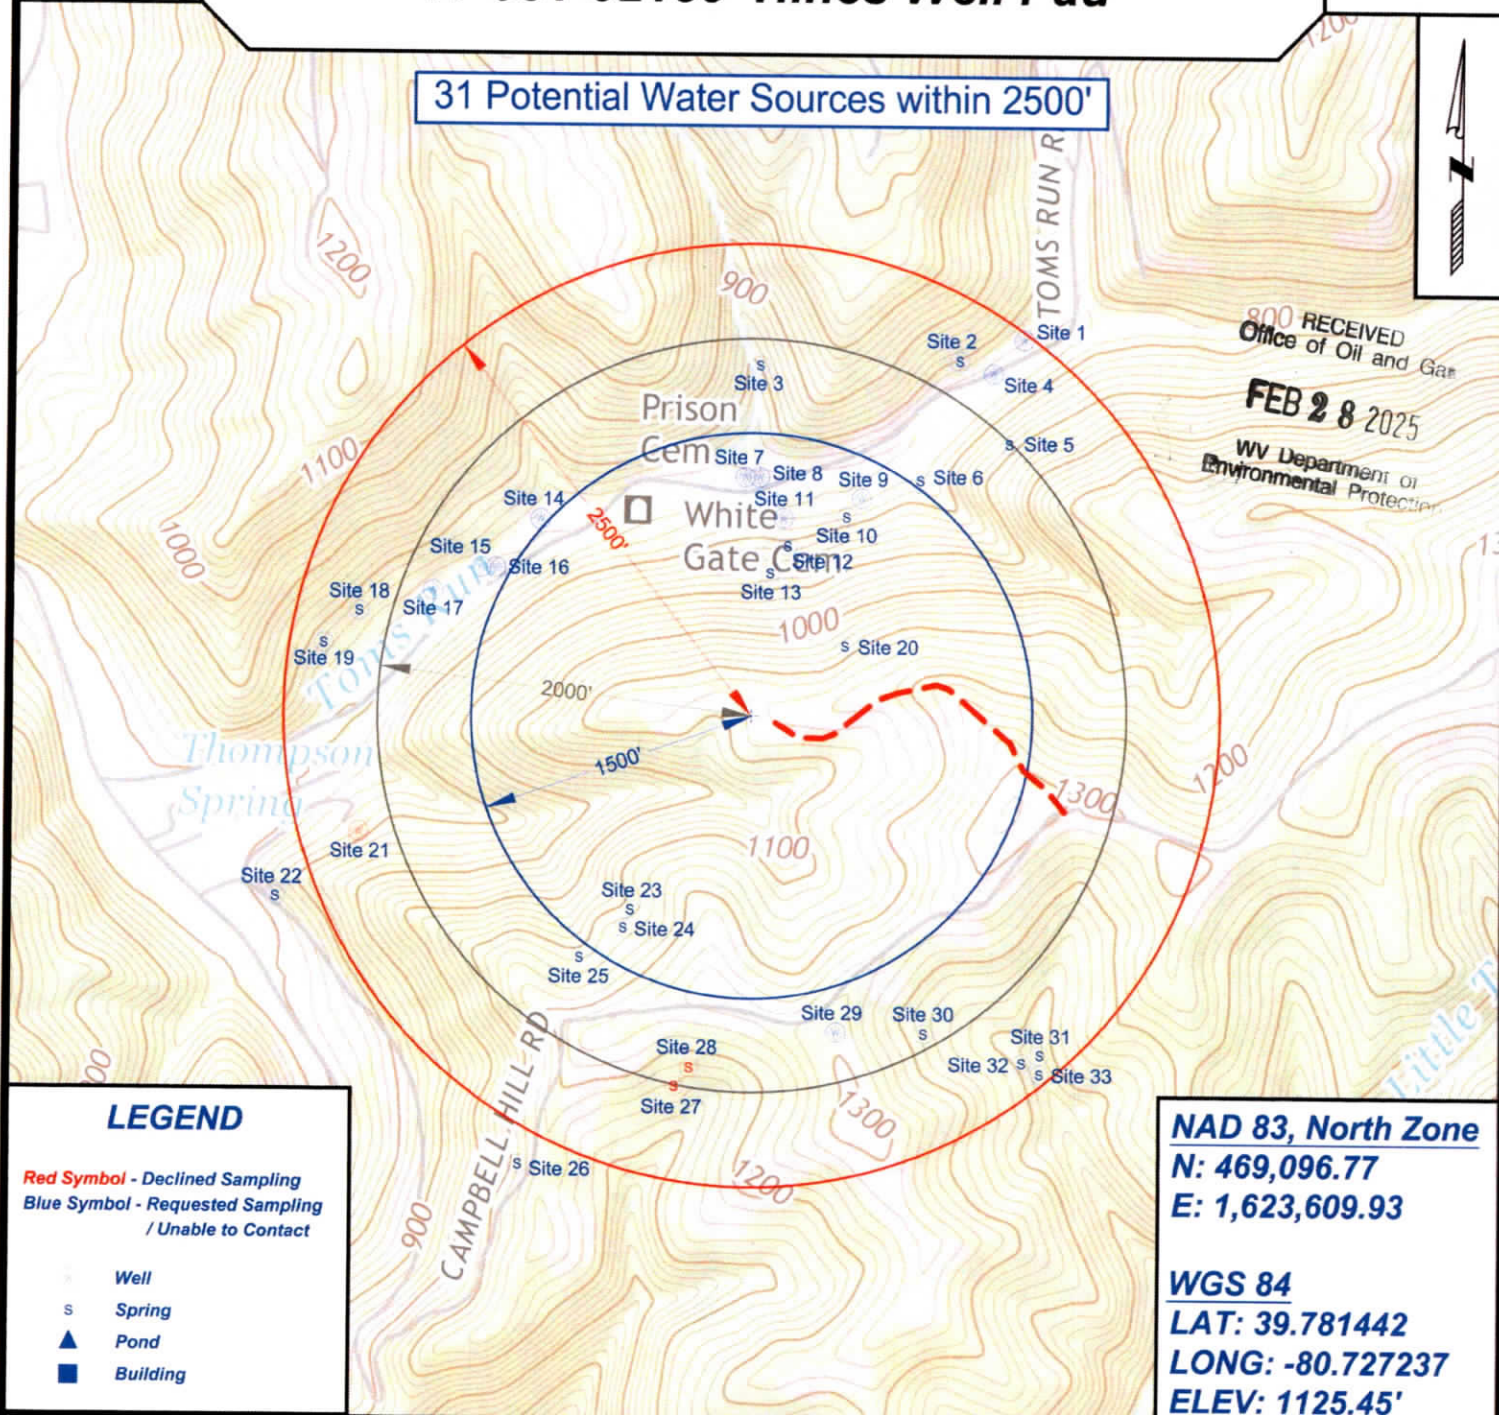 31 Potential Water Sources within 2500'
1200
TOMS RUN R
N
1200
900
800
RECEIVED
Office of Oil and Gas
FEB 28 2025
WV Department of
Environmental Protection
Site 1
Site 2
Site 3
Site 4
Prison
Cem
Site 5
1100
Site 7
Site 8
Site 9
Site 6
Site 14
Site 11
White
Gate Cem
2500'
Site 10
1000
Site 15
Site 16
Site 12
Site 13
Site 18
Site 17
Toms Run
1000
Site 19
Site 20
2000'
Thompson
Spring
1500'
1200
1300
1100
Site 21
Site 22
Site 23
s Site 24
Site 25
Site 29
Site 30
Site 28
Site 31
Site 32 s
s Site 33
Site 27
1300
Little T
CAMPBELL HILL RD
s Site 26
1200
900
LEGEND
Red Symbol - Declined Sampling
Blue Symbol - Requested Sampling
/ Unable to Contact
Well
s Spring
Pond
Building
NAD 83, North Zone
N: 469,096.77
E: 1,623,609.93
WGS 84
LAT: 39.781442
LONG: -80.727237
ELEV: 1125.45'